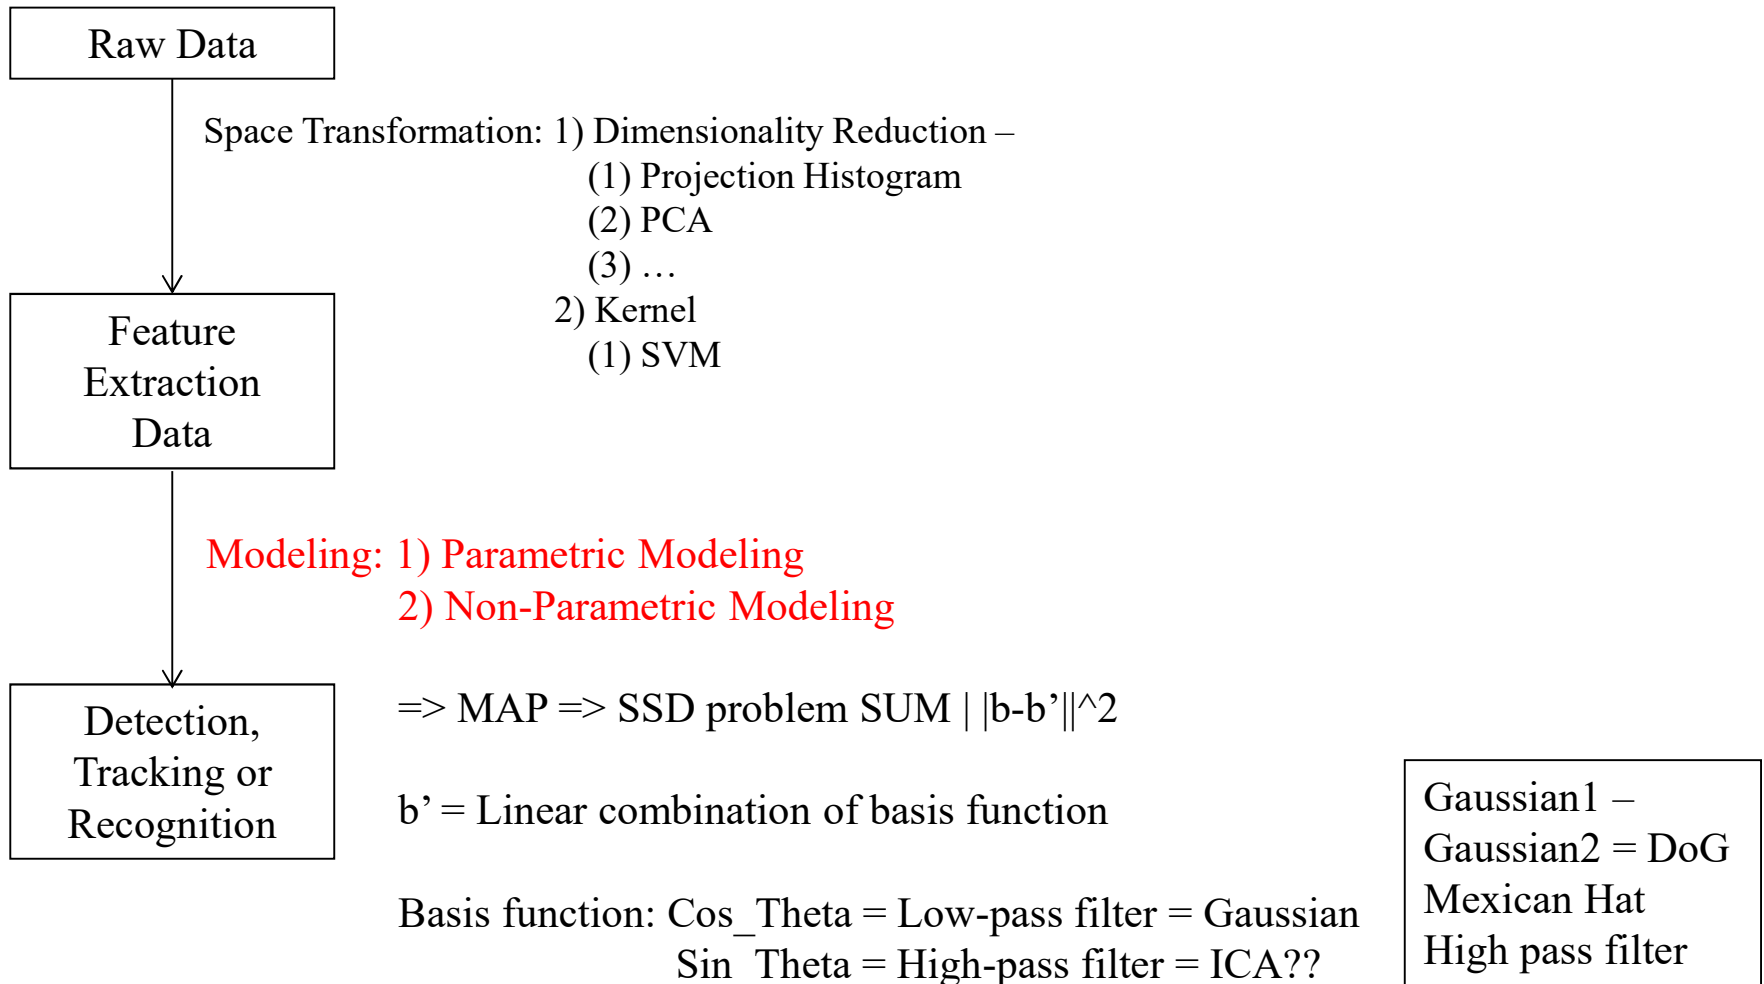 Raw Data
Space Transformation: 1) Dimensionality Reduction –
(1) Projection Histogram
(2) PCA
(3) …
2) Kernel
(1) SVM
Feature
Extraction
Data
Modeling: 1) Parametric Modeling
2) Non-Parametric Modeling
Detection,
Tracking or
Recognition
=> MAP => SSD problem SUM | |b-b’||^2
b’ = Linear combination of basis function
Basis function: Cos_Theta = Low-pass filter = Gaussian
Sin_Theta = High-pass filter = ICA??
Gaussian1 –
Gaussian2 = DoG
Mexican Hat
High pass filter